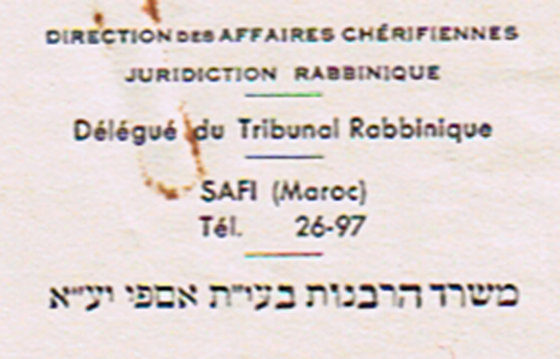 DIRECTION DES AFFAIRES CHÉRIFIENNES
JURIDICTION RABBINIQUE
Délégué du Tribunal Rabbinique
SAFI (Maroc)
Tél. 26-97
משרד הרבנות בעי״ת אספי יע״א